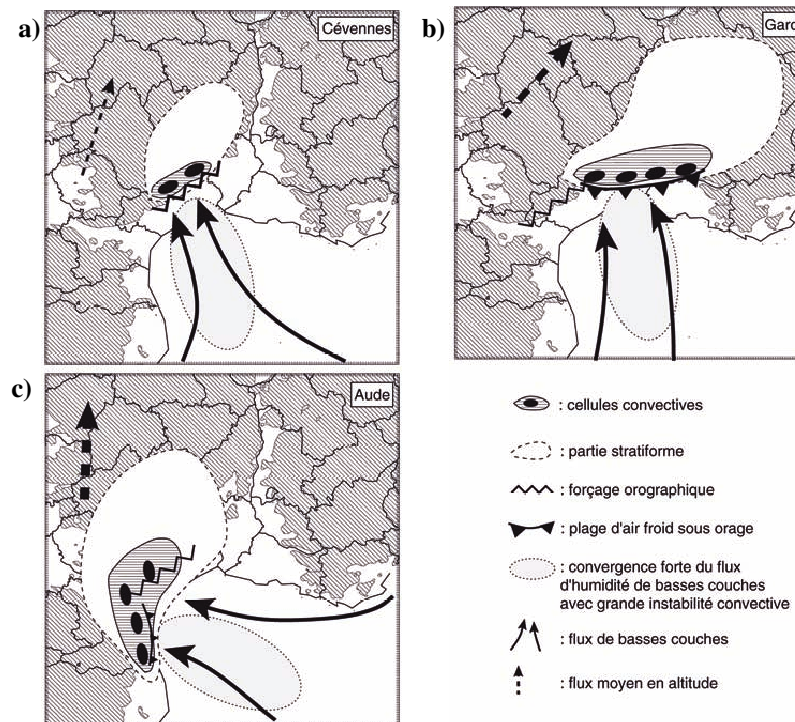 a)
Cévennes
b)
Gard
c)
Aude
: cellules convectives
: partie stratiforme
: forçage orographique
: plage d'air froid sous orage
: convergence forte du flux
d'humidité de basses couches
avec grande instabilité convective
: flux de basses couches
: flux moyen en altitude